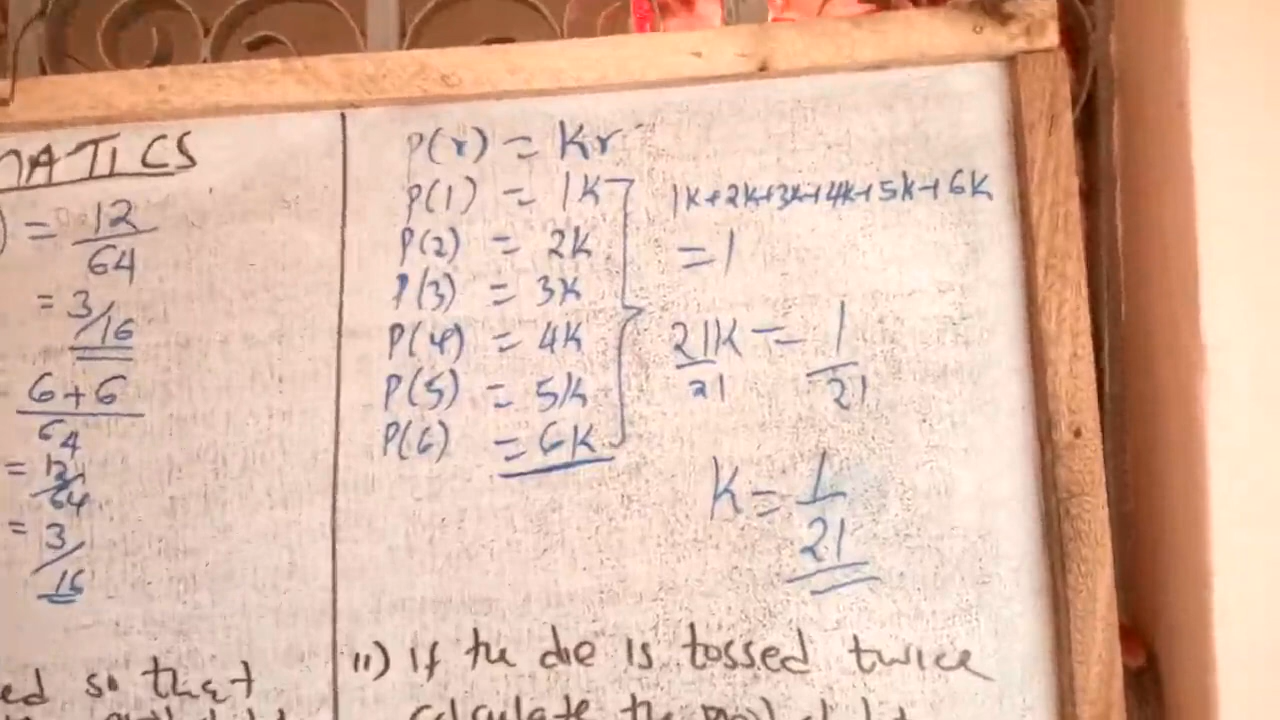 MATICS
) = 12/64
= 3/16
6+6/64
= 12/64
= 3/16
ed so that
P(r) = Kr
P(1) = 1K
P(2) = 2K
P(3) = 3K
P(4) = 4K
P(5) = 5K
P(6) = 6K
1K+2K+3K+4K+5K+6K
= 1
21K/21 = 1/21
K = 1/21
ii) If the die is tossed twice
calculate the